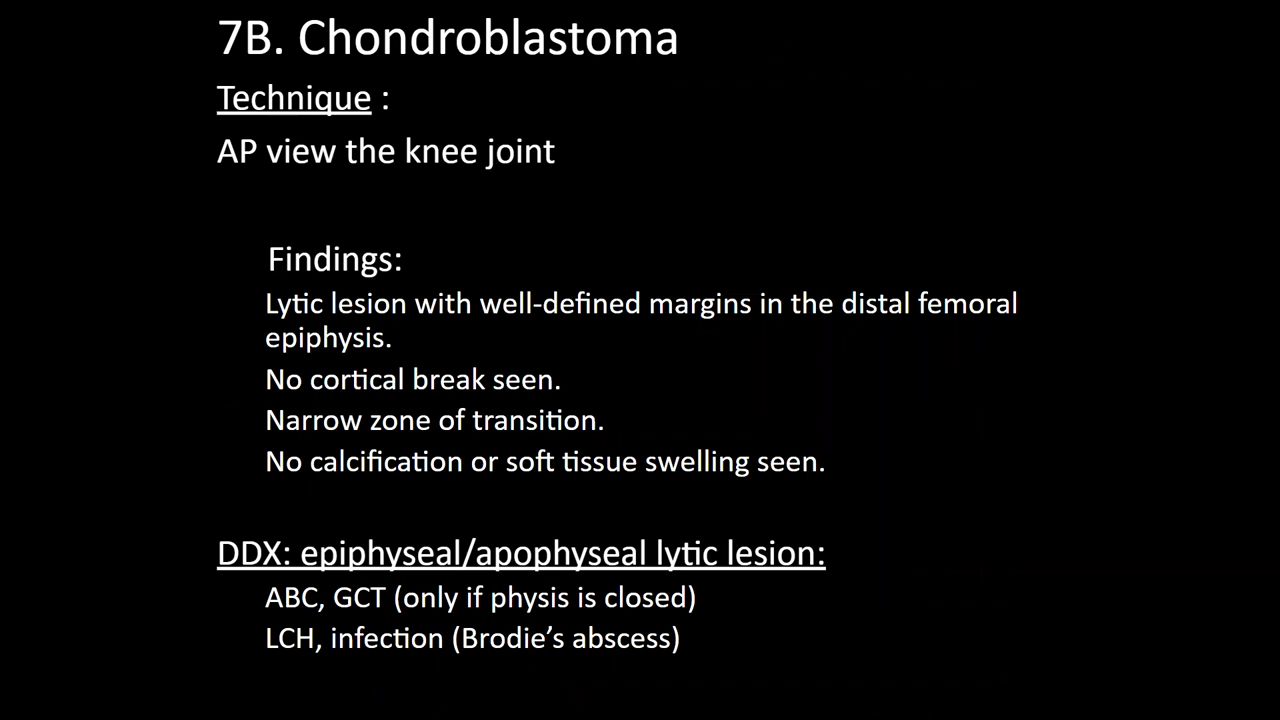 7B. Chondroblastoma
Technique :
AP view the knee joint
Findings:
Lytic lesion with well-defined margins in the distal femoral
epiphysis.
No cortical break seen.
Narrow zone of transition.
No calcification or soft tissue swelling seen.
DDX: epiphyseal/apophyseal lytic lesion:
ABC, GCT (only if physis is closed)
LCH, infection (Brodie’s abscess)